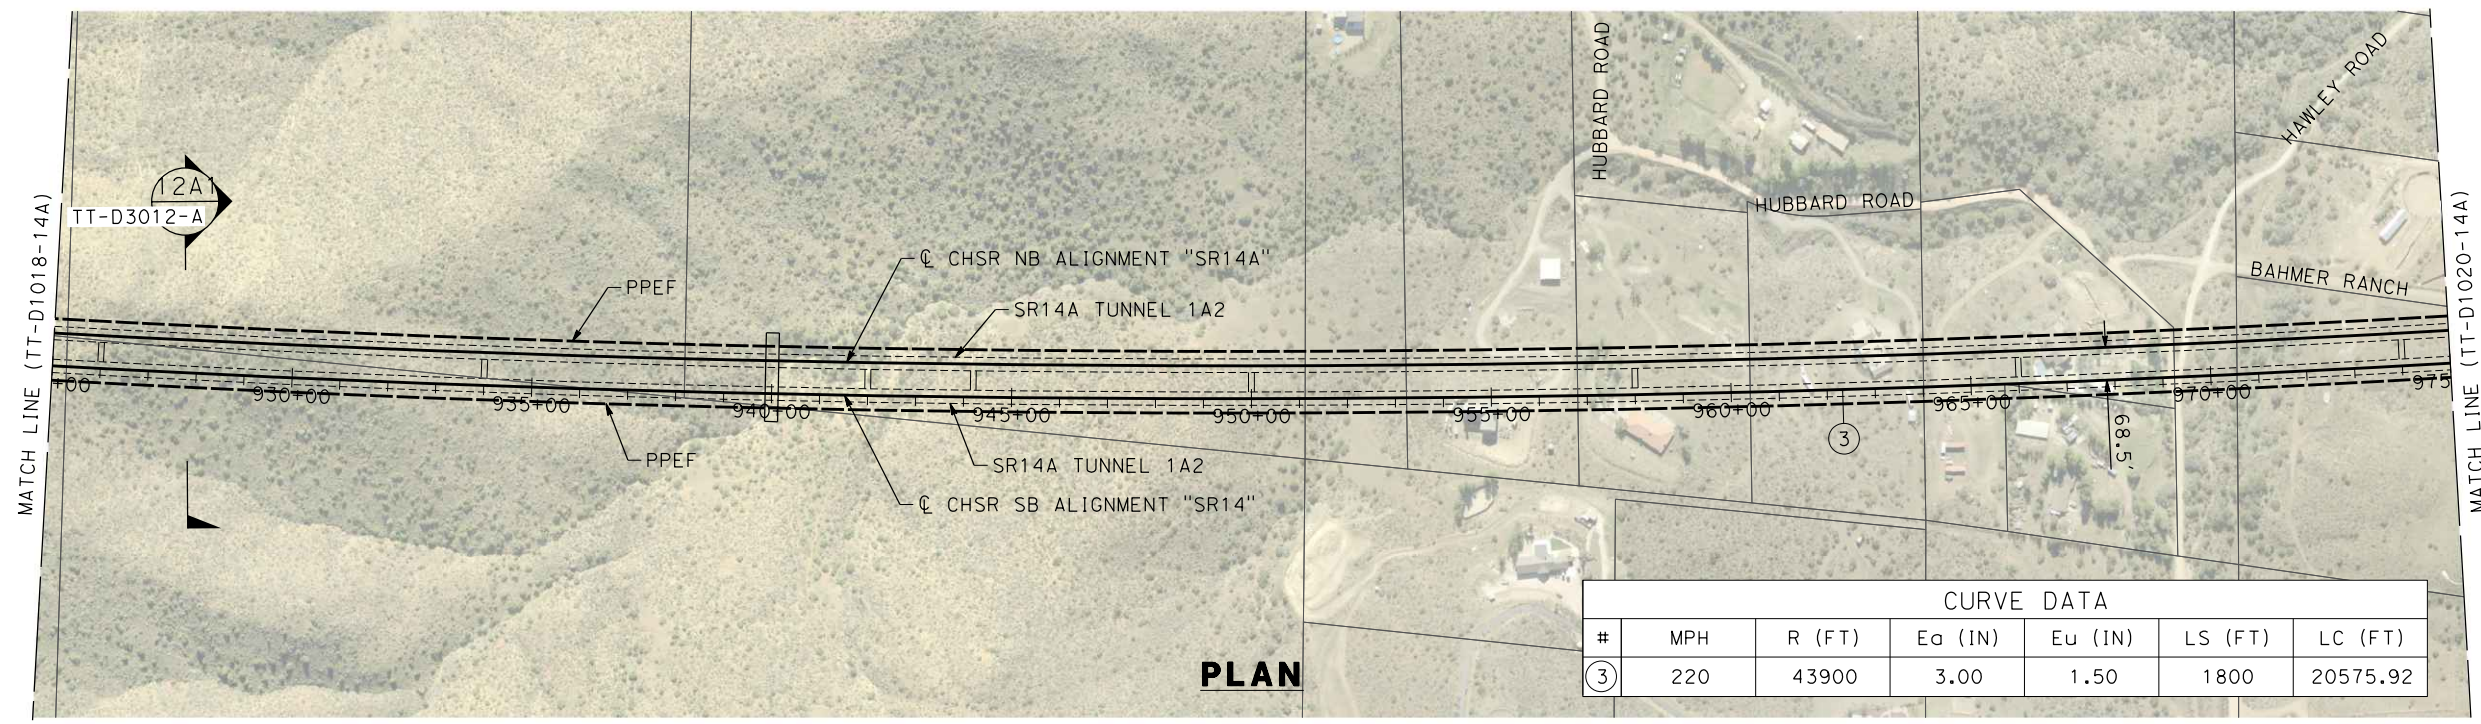 MATCH LINE (TT-D1018-14A)
12A1
TT-D3012-A
PPEF
℄ CHSR NB ALIGNMENT "SR14A"
SR14A TUNNEL 1A2
HUBBARD ROAD
HUBBARD ROAD
HAWLEY ROAD
BAHMER RANCH
MATCH LINE (TT-D1020-14A)
+00
930+00
935+00
940+00
945+00
950+00
955+00
960+00
965+00
970+00
975
PPEF
SR14A TUNNEL 1A2
℄ CHSR SB ALIGNMENT "SR14"
3
68.5'
PLAN
CURVE DATA
# MPH R (FT) Ea (IN) Eu (IN) LS (FT) LC (FT)
3 220 43900 3.00 1.50 1800 20575.92